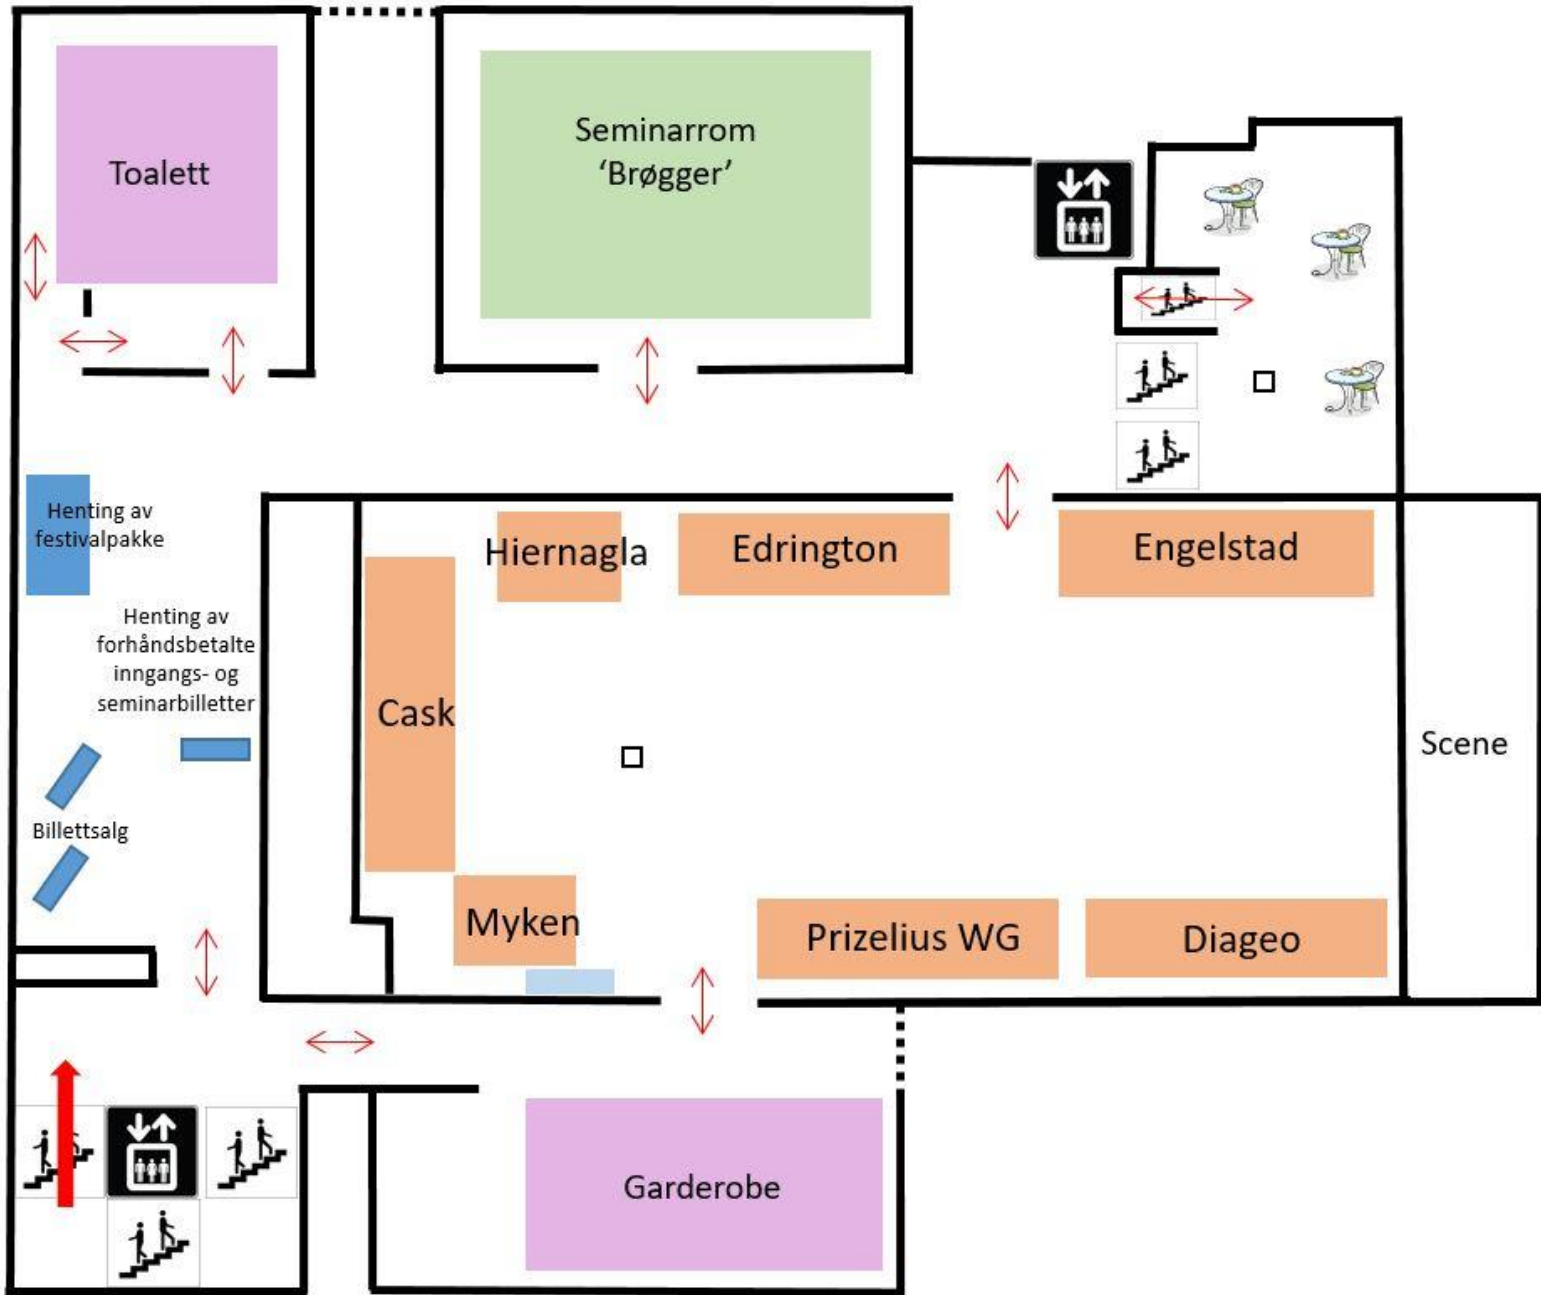 Toalett
Seminarrom
‘Brøgger’
Henting av
festivalpakke
Hiernagla
Edrington
Engelstad
Henting av
forhåndsbetalte
inngangs- og
seminarbilletter
Cask
Scene
Billettsalg
Myken
Prizelius WG
Diageo
Garderobe